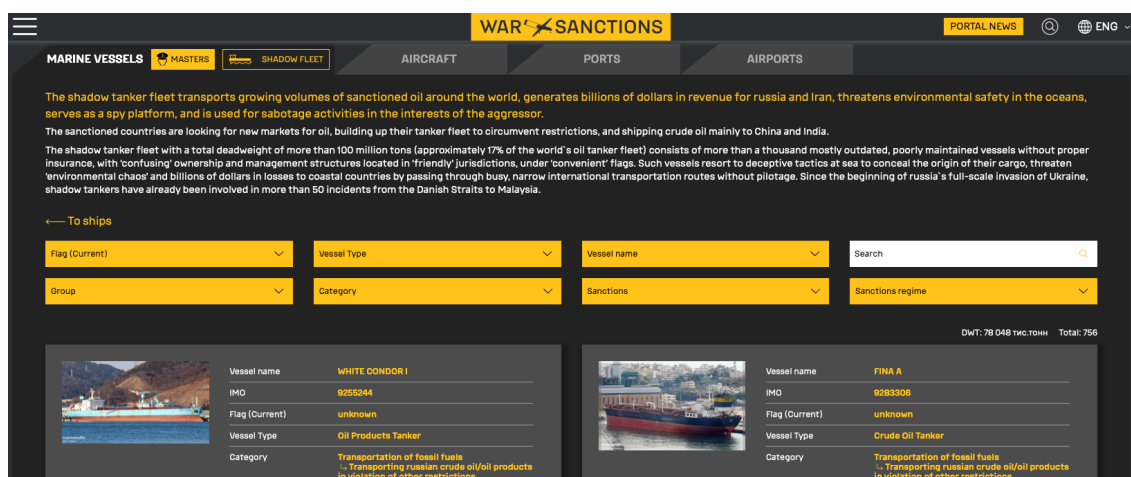 WAR SANCTIONS
PORTAL NEWS
ENG
MARINE VESSELS
MASTERS
SHADOW FLEET
AIRCRAFT
PORTS
AIRPORTS
The shadow tanker fleet transports growing volumes of sanctioned oil around the world, generates billions of dollars in revenue for russia and Iran, threatens environmental safety in the oceans,
serves as a spy platform, and is used for sabotage activities in the interests of the aggressor.
The sanctioned countries are looking for new markets for oil, building up their tanker fleet to circumvent restrictions, and shipping crude oil mainly to China and India.
The shadow tanker fleet with a total deadweight of more than 100 million tons (approximately 17% of the world`s oil tanker fleet) consists of more than a thousand mostly outdated, poorly maintained vessels without proper
insurance, with 'confusing' ownership and management structures located in 'friendly' jurisdictions, under 'convenient' flags. Such vessels resort to deceptive tactics at sea to conceal the origin of their cargo, threaten
'environmental chaos' and billions of dollars in losses to coastal countries by passing through busy, narrow international transportation routes without pilotage. Since the beginning of russia`s full-scale invasion of Ukraine,
shadow tankers have already been involved in more than 50 incidents from the Danish Straits to Malaysia.
To ships
Flag (Current)
Vessel Type
Vessel name
Search
Group
Category
Sanctions
Sanctions regime
DWT: 78 048 тис.тонн Total: 756
Vessel name WHITE CONDOR I
IMO 9255244
Flag (Current) unknown
Vessel Type Oil Products Tanker
Category Transportation of fossil fuels
↳ Transporting russian crude oil/oil products
in violation of other restrictions
Vessel name FINA A
IMO 9283306
Flag (Current) unknown
Vessel Type Crude Oil Tanker
Category Transportation of fossil fuels
↳ Transporting russian crude oil/oil products
in violation of other restrictions